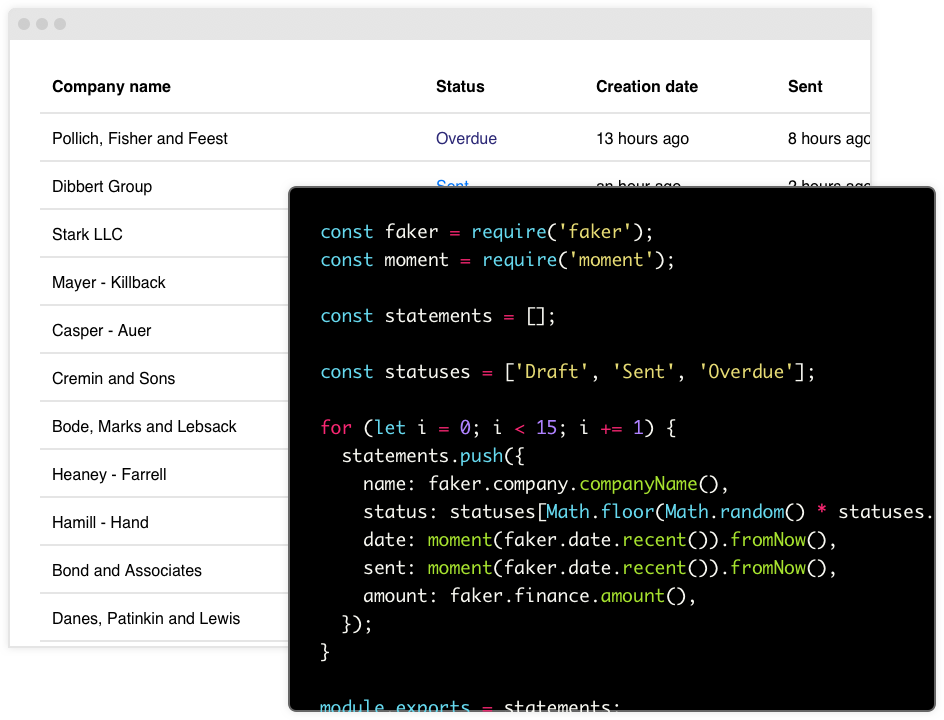 Company name Status Creation date Sent
Pollich, Fisher and Feest Overdue 13 hours ago 8 hours ago
Dibbert Group Sent an hour ago 2 hours ago
Stark LLC
Mayer - Killback
Casper - Auer
Cremin and Sons
Bode, Marks and Lebsack
Heaney - Farrell
Hamill - Hand
Bond and Associates
Danes, Patinkin and Lewis
const faker = require('faker');
const moment = require('moment');
const statements = [];
const statuses = ['Draft', 'Sent', 'Overdue'];
for (let i = 0; i < 15; i += 1) {
  statements.push({
    name: faker.company.companyName(),
    status: statuses[Math.floor(Math.random() * statuses.
    date: moment(faker.date.recent()).fromNow(),
    sent: moment(faker.date.recent()).fromNow(),
    amount: faker.finance.amount(),
  });
}
module.exports = statements;